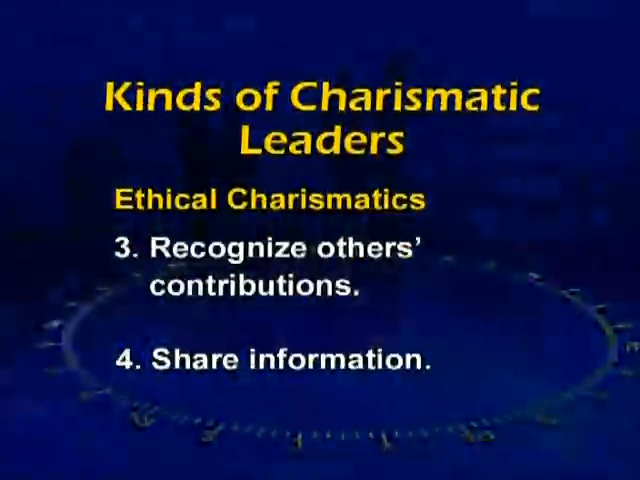 Kinds of Charismatic
Leaders
Ethical Charismatics
3. Recognize others’
contributions.
4. Share information.